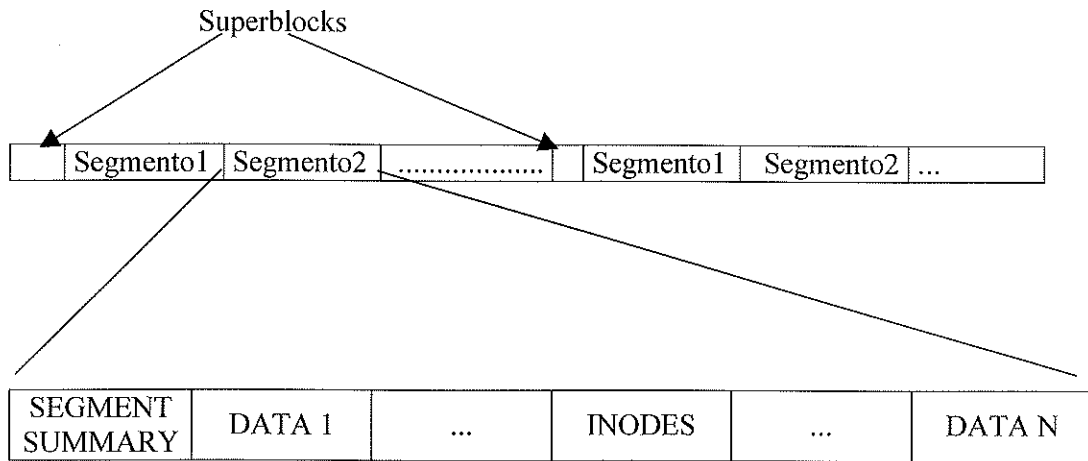 Superblocks
Segmento1 Segmento2 ................... Segmento1 Segmento2 ...
SEGMENT SUMMARY DATA 1 ... INODES ... DATA N